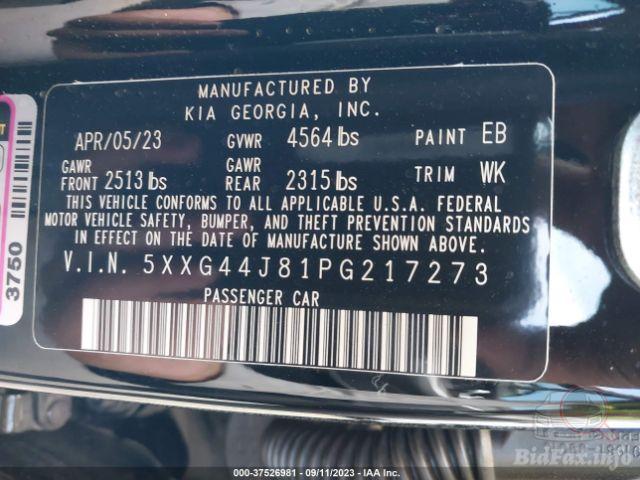 MANUFACTURED BY
KIA GEORGIA, INC.
APR/05/23 GVWR 4564 lbs PAINT EB
GAWR FRONT 2513 lbs GAWR REAR 2315 lbs TRIM WK
THIS VEHICLE CONFORMS TO ALL APPLICABLE U.S.A. FEDERAL
MOTOR VEHICLE SAFETY, BUMPER, AND THEFT PREVENTION STANDARDS
IN EFFECT ON THE DATE OF MANUFACTURE SHOWN ABOVE.
V.I.N. 5XXG44J81PG217273
PASSENGER CAR
3750
000-37526981 - 09/11/2023 - IAA Inc.
BidFax.info